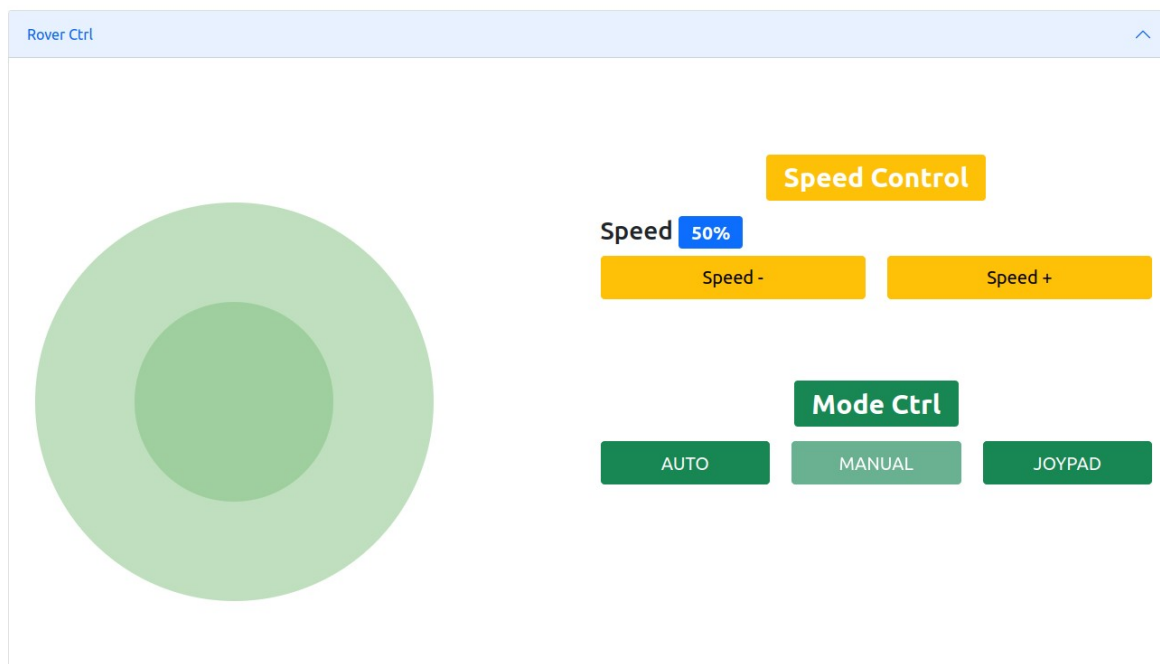 Rover Ctrl
Speed Control
Speed 50%
Speed - Speed +
Mode Ctrl
AUTO MANUAL JOYPAD